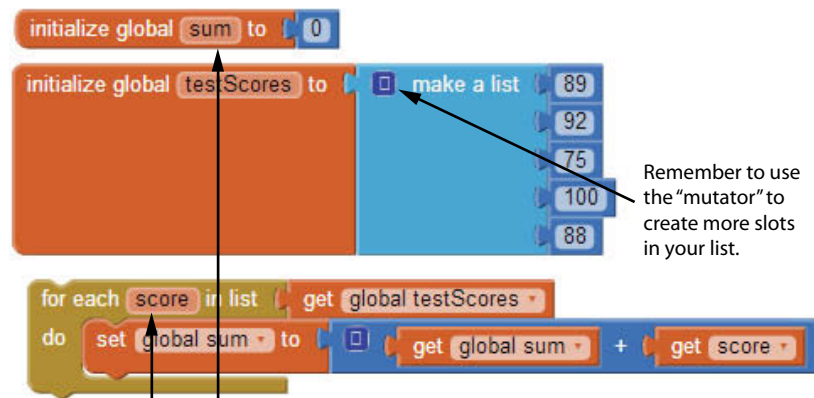 initialize global sum to 0
initialize global testScores to make a list 89
92
75
100
88
Remember to use
the “mutator” to
create more slots
in your list.
for each score in list get global testScores
do set global sum to get global sum + get score